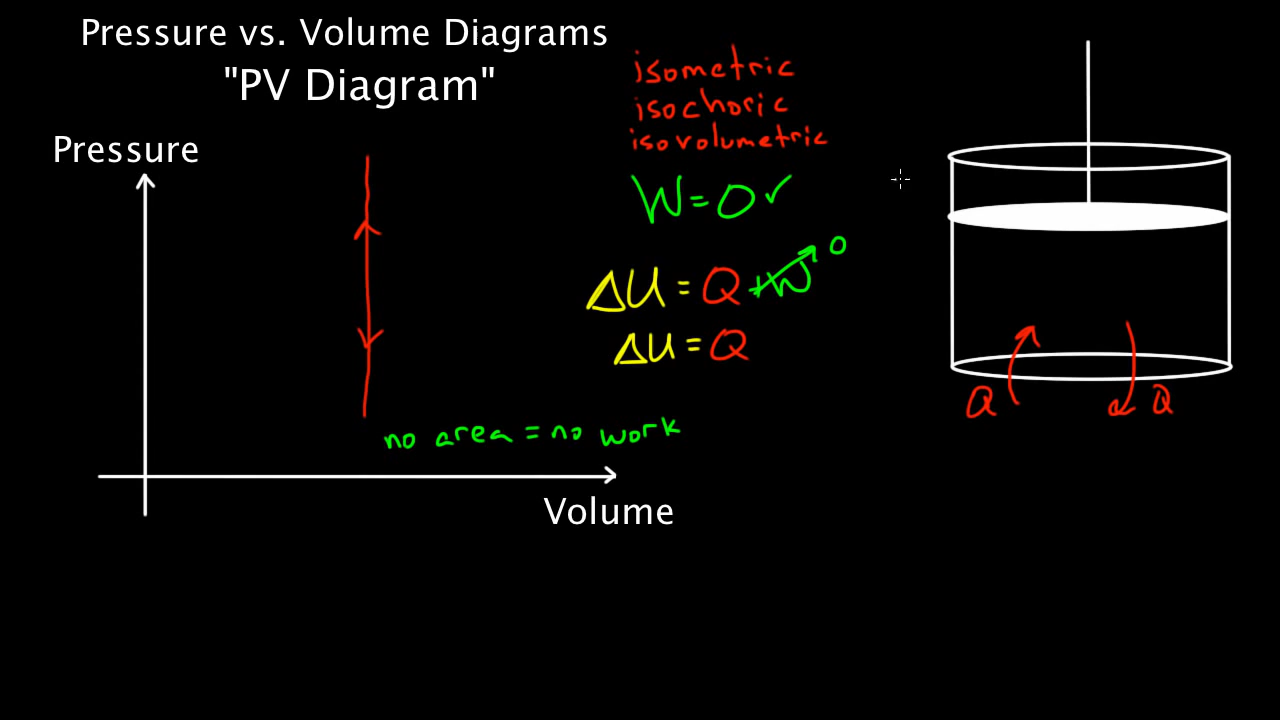 Pressure vs. Volume Diagrams
"PV Diagram"
isometric
isochoric
isovolumetric
Pressure
W=0✓
ΔU=Q+W 0
ΔU=Q
Q Q
no area = no work
Volume